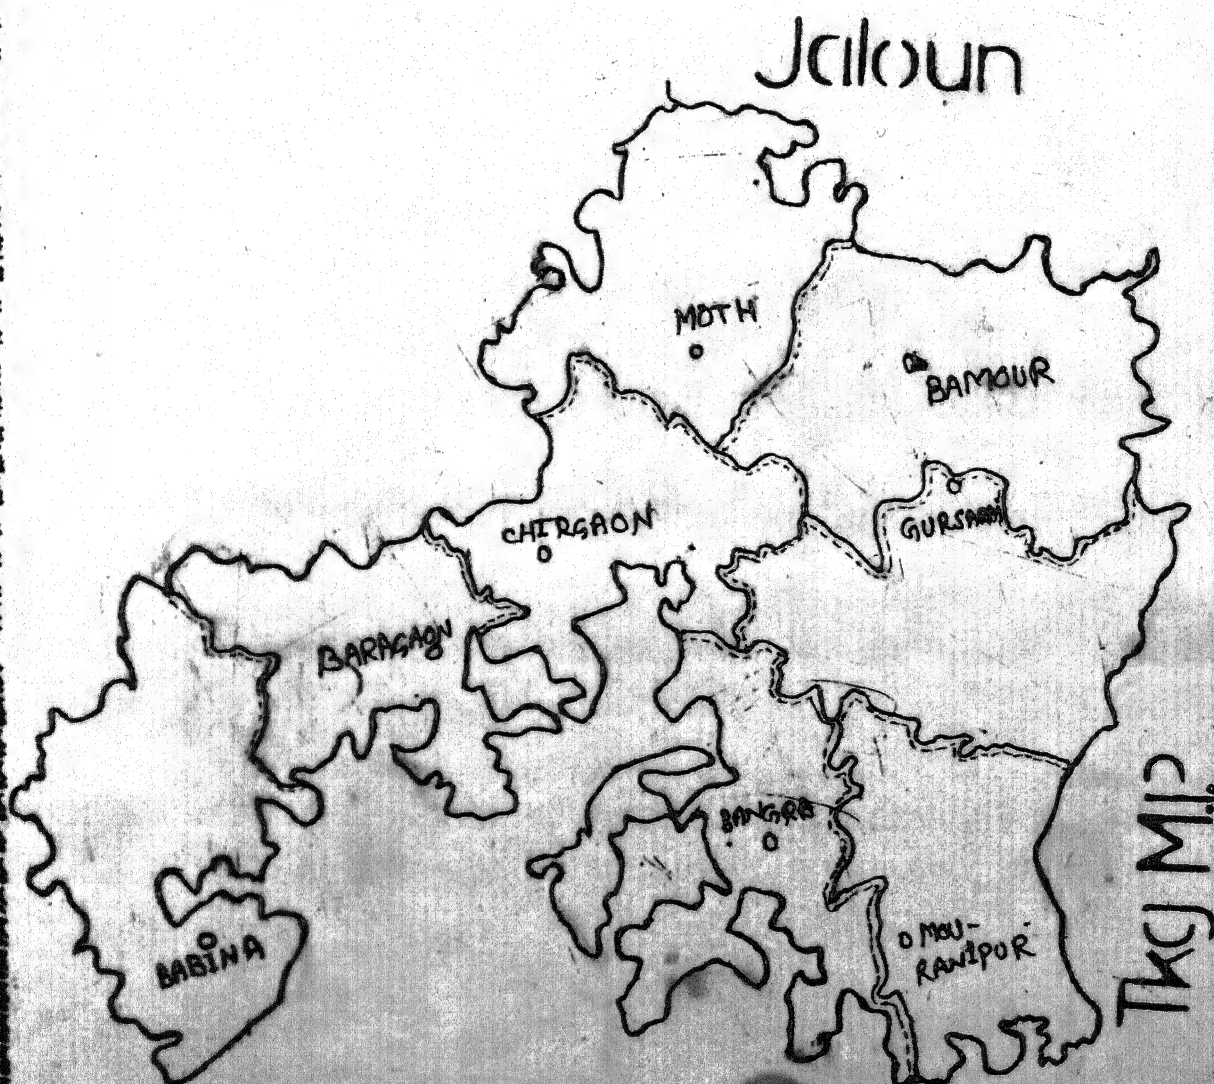 Jaloun
MOTH
BAMOUR
CHIRGAON
GURSARAI
BARAGAON
BANGRA
MOU-
RANIPUR
BABINA
TKG MP.